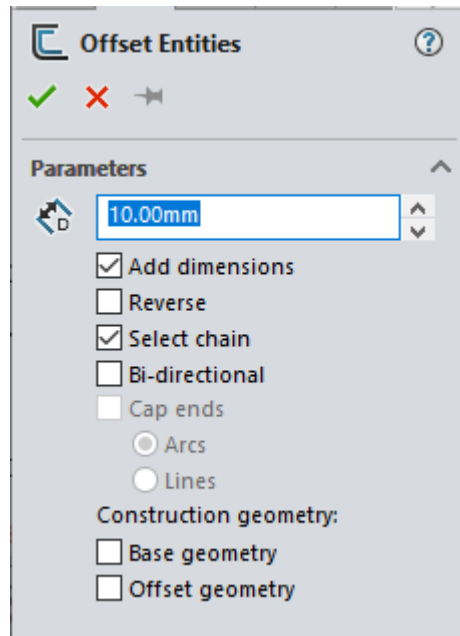 Offset Entities
?
Parameters
D
10.00mm
Add dimensions
Reverse
Select chain
Bi-directional
Cap ends
Arcs
Lines
Construction geometry:
Base geometry
Offset geometry